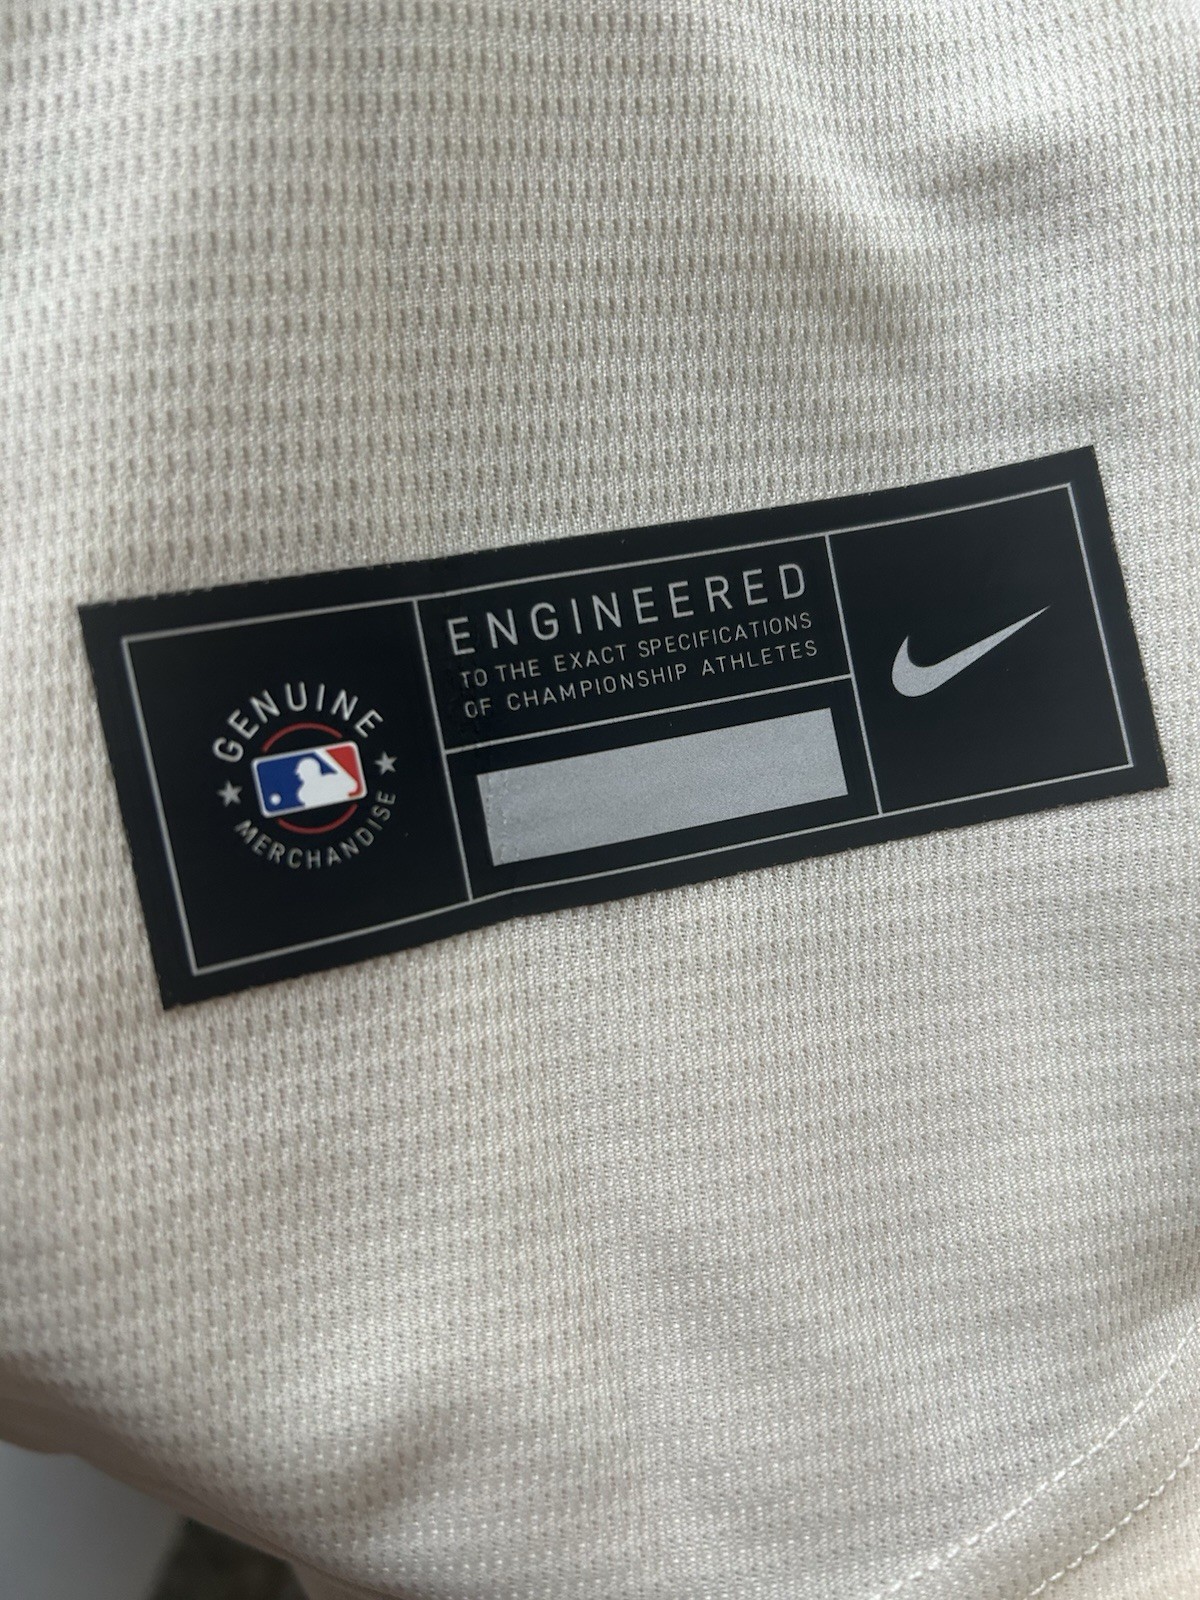 GENUINE
MERCHANDISE
ENGINEERED
TO THE EXACT SPECIFICATIONS
OF CHAMPIONSHIP ATHLETES